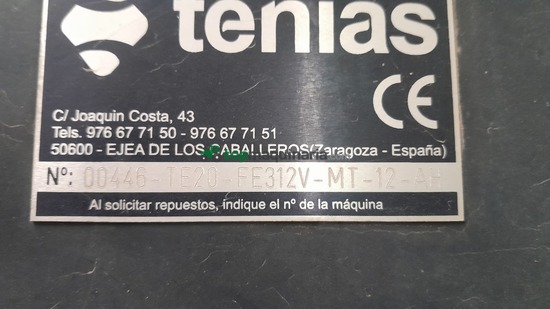 tenias
CE
C/ Joaquin Costa, 43
Tels. 976 67 71 50 - 976 67 71 51
50600 - EJEA DE LOS CABALLEROS(Zaragoza - España)
Nº: 00446-TE20-FE312V-MT-12-AH
Al solicitar repuestos, indique el nº de la máquina